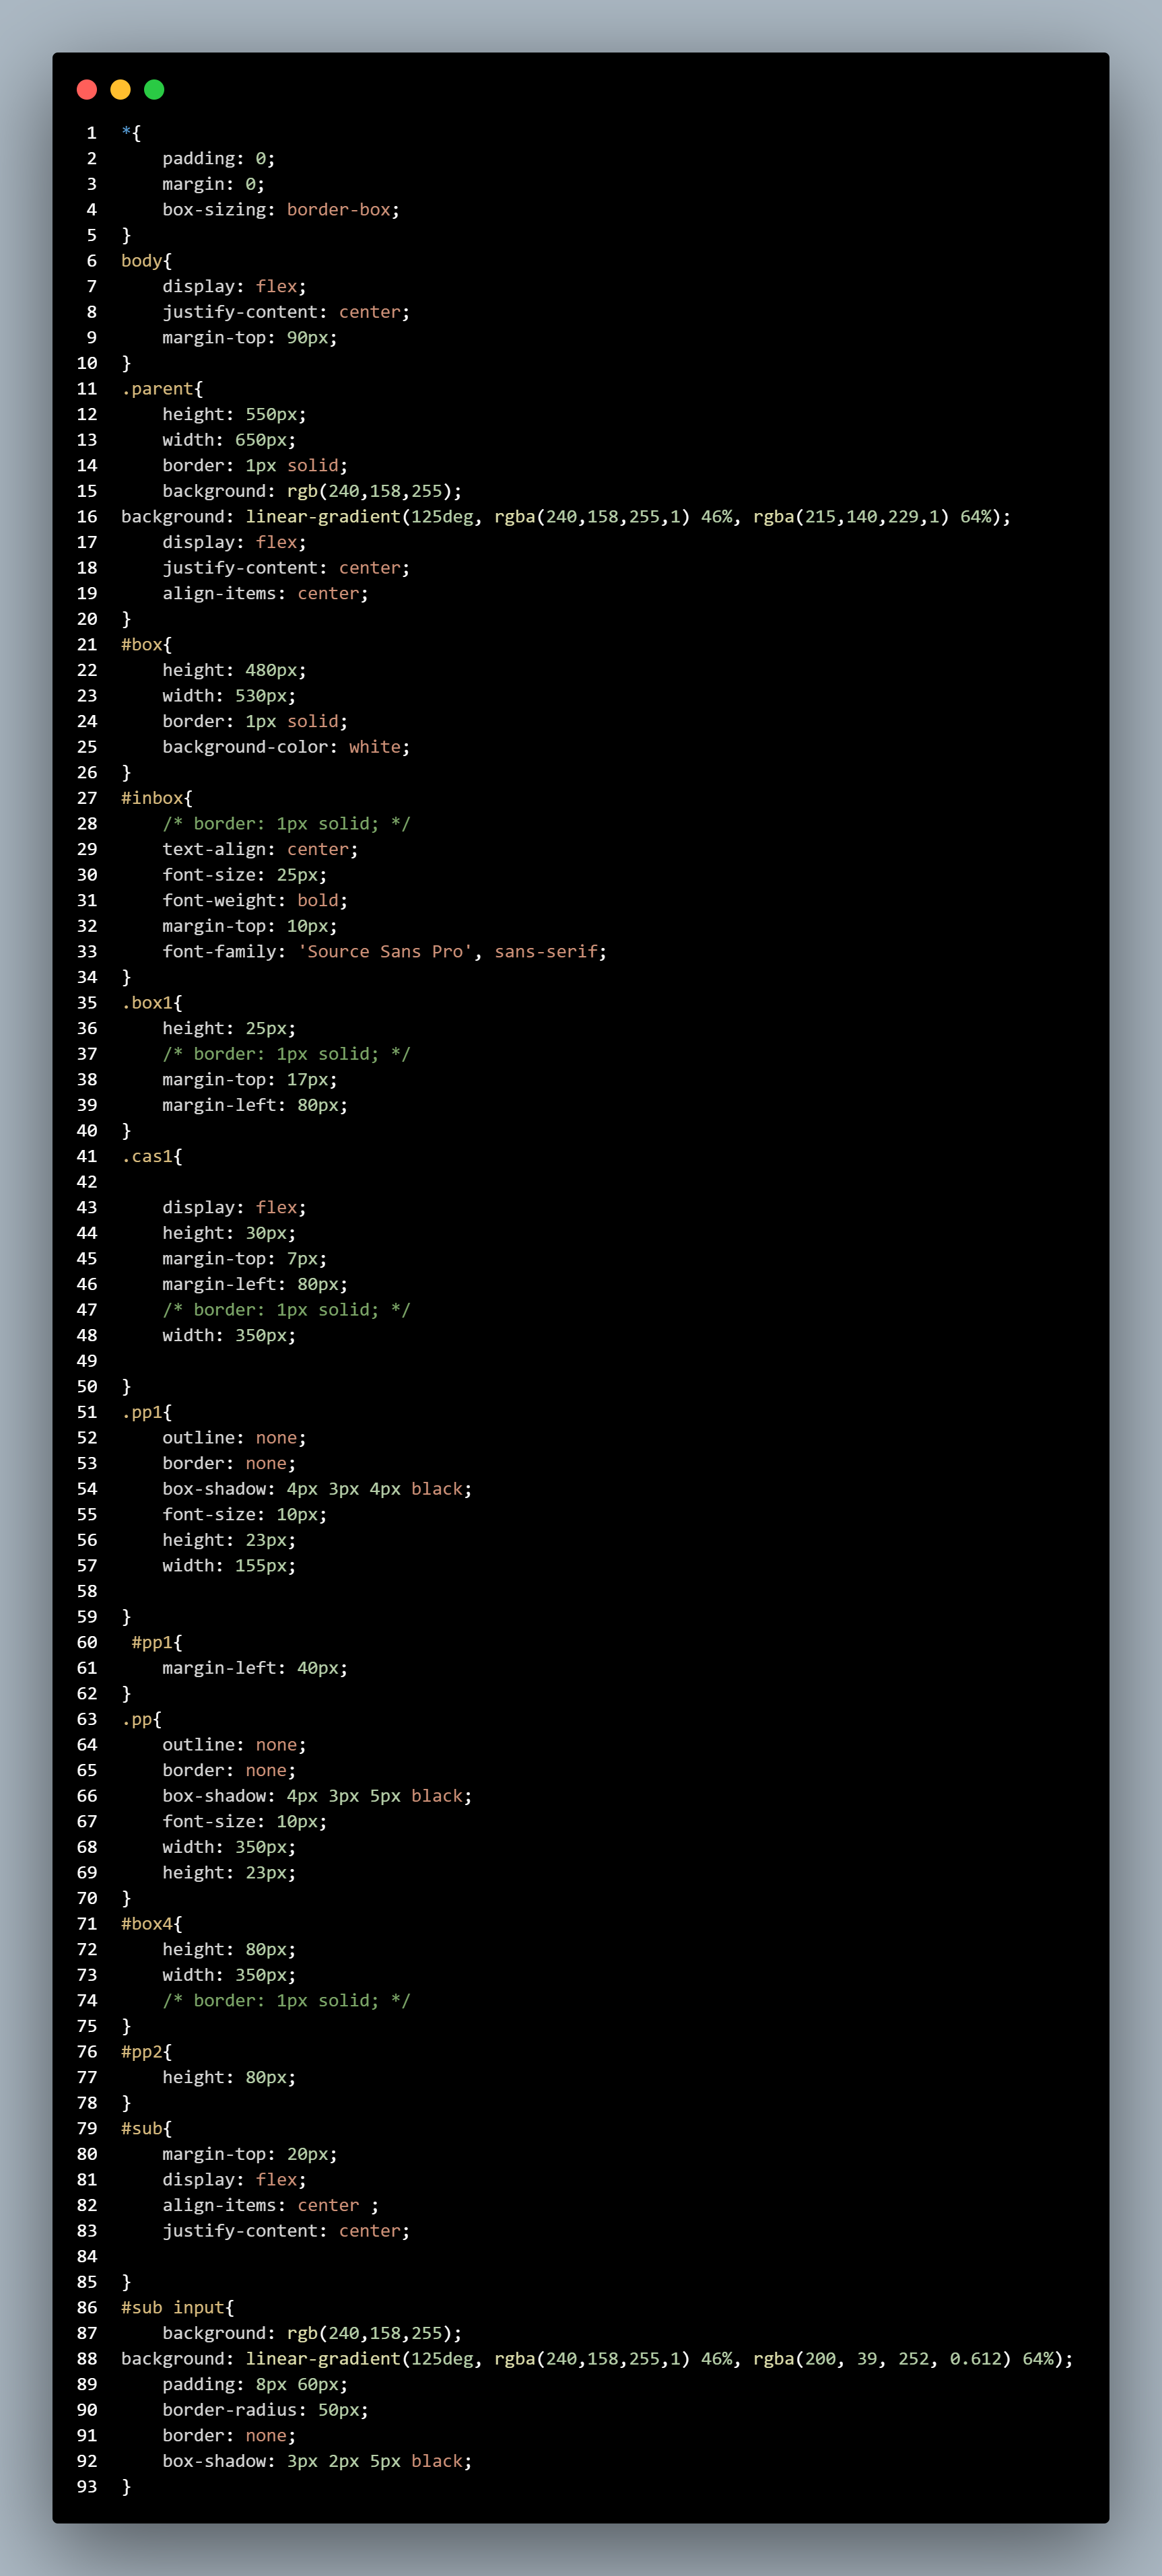 1 *{
2     padding: 0;
3     margin: 0;
4     box-sizing: border-box;
5 }
6 body{
7     display: flex;
8     justify-content: center;
9     margin-top: 90px;
10 }
11 .parent{
12     height: 550px;
13     width: 650px;
14     border: 1px solid;
15     background: rgb(240,158,255);
16 background: linear-gradient(125deg, rgba(240,158,255,1) 46%, rgba(215,140,229,1) 64%);
17     display: flex;
18     justify-content: center;
19     align-items: center;
20 }
21 #box{
22     height: 480px;
23     width: 530px;
24     border: 1px solid;
25     background-color: white;
26 }
27 #inbox{
28     /* border: 1px solid; */
29     text-align: center;
30     font-size: 25px;
31     font-weight: bold;
32     margin-top: 10px;
33     font-family: 'Source Sans Pro', sans-serif;
34 }
35 .box1{
36     height: 25px;
37     /* border: 1px solid; */
38     margin-top: 17px;
39     margin-left: 80px;
40 }
41 .cas1{
42
43     display: flex;
44     height: 30px;
45     margin-top: 7px;
46     margin-left: 80px;
47     /* border: 1px solid; */
48     width: 350px;
49
50 }
51 .pp1{
52     outline: none;
53     border: none;
54     box-shadow: 4px 3px 4px black;
55     font-size: 10px;
56     height: 23px;
57     width: 155px;
58
59 }
60  #pp1{
61     margin-left: 40px;
62 }
63 .pp{
64     outline: none;
65     border: none;
66     box-shadow: 4px 3px 5px black;
67     font-size: 10px;
68     width: 350px;
69     height: 23px;
70 }
71 #box4{
72     height: 80px;
73     width: 350px;
74     /* border: 1px solid; */
75 }
76 #pp2{
77     height: 80px;
78 }
79 #sub{
80     margin-top: 20px;
81     display: flex;
82     align-items: center ;
83     justify-content: center;
84
85 }
86 #sub input{
87     background: rgb(240,158,255);
88 background: linear-gradient(125deg, rgba(240,158,255,1) 46%, rgba(200, 39, 252, 0.612) 64%);
89     padding: 8px 60px;
90     border-radius: 50px;
91     border: none;
92     box-shadow: 3px 2px 5px black;
93 }